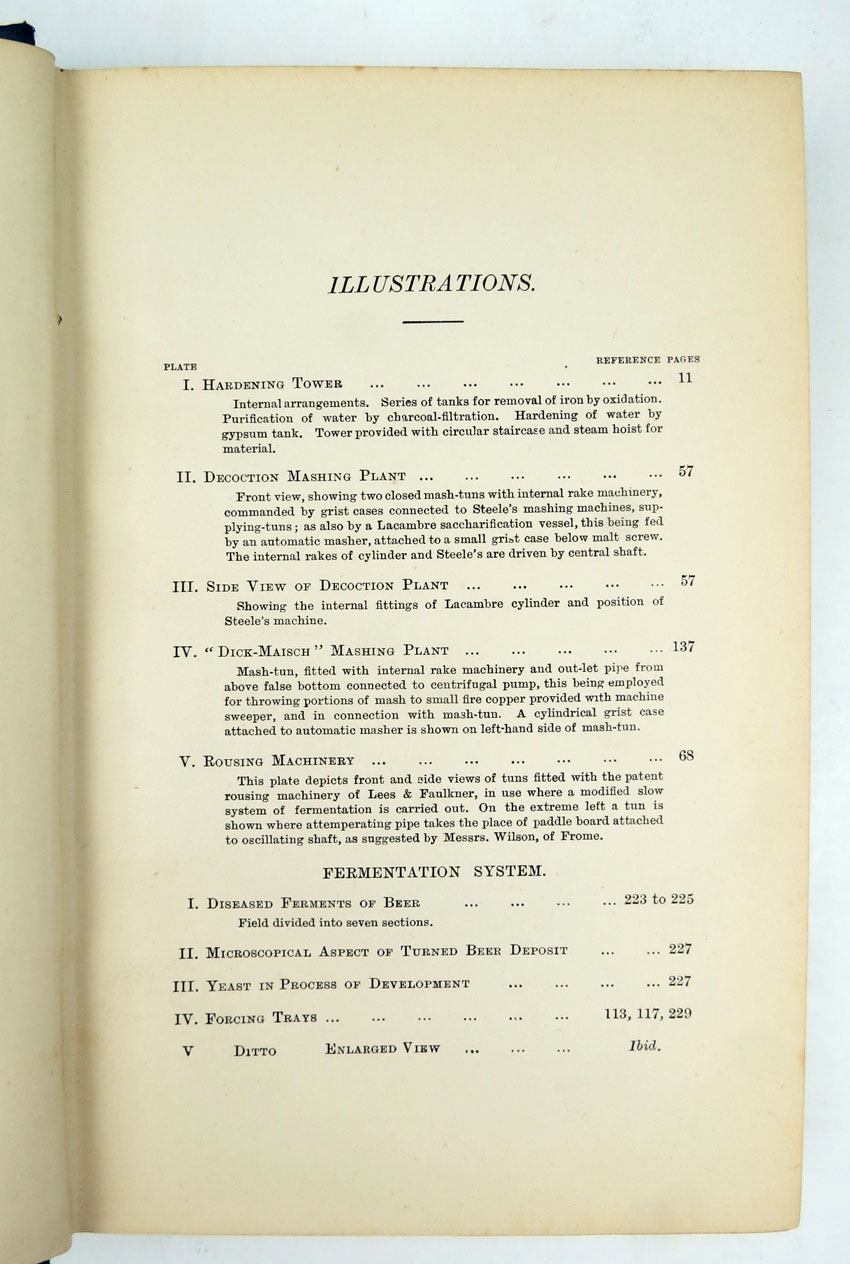 ILLUSTRATIONS.
PLATE REFERENCE PAGES
I. HARDENING TOWER ... ... ... ... ... ... ... 11
Internal arrangements. Series of tanks for removal of iron by oxidation.
Purification of water by charcoal-filtration. Hardening of water by
gypsum tank. Tower provided with circular staircase and steam hoist for
material.
II. DECOCTION MASHING PLANT ... ... ... ... ... ... 57
Front view, showing two closed mash-tuns with internal rake machinery,
commanded by grist cases connected to Steele's mashing machines, sup-
plying-tuns; as also by a Lacambre saccharification vessel, this being fed
by an automatic masher, attached to a small grist case below malt screw.
The internal rakes of cylinder and Steele's are driven by central shaft.
III. SIDE VIEW OF DECOCTION PLANT ... ... ... ... ... 57
Showing the internal fittings of Lacambre cylinder and position of
Steele's machine.
IV. "DICK-MAISCH" MASHING PLANT ... ... ... ... ... 137
Mash-tun, fitted with internal rake machinery and out-let pipe from
above false bottom connected to centrifugal pump, this being employed
for throwing portions of mash to small fire copper provided with machine
sweeper, and in connection with mash-tun. A cylindrical grist case
attached to automatic masher is shown on left-hand side of mash-tun.
V. ROUSING MACHINERY ... ... ... ... ... ... ... 68
This plate depicts front and side views of tuns fitted with the patent
rousing machinery of Lees & Faulkner, in use where a modified slow
system of fermentation is carried out. On the extreme left a tun is
shown where attemperating pipe takes the place of paddle board attached
to oscillating shaft, as suggested by Messrs. Wilson, of Frome.
FERMENTATION SYSTEM.
I. DISEASED FERMENTS OF BEER ... ... ... ... 223 to 225
Field divided into seven sections.
II. MICROSCOPICAL ASPECT OF TURNED BEER DEPOSIT ... ... 227
III. YEAST IN PROCESS OF DEVELOPMENT ... ... ... ... 227
IV. FORCING TRAYS ... ... ... ... ... ... 113, 117, 229
V DITTO ENLARGED VIEW ... ... ... Ibid.